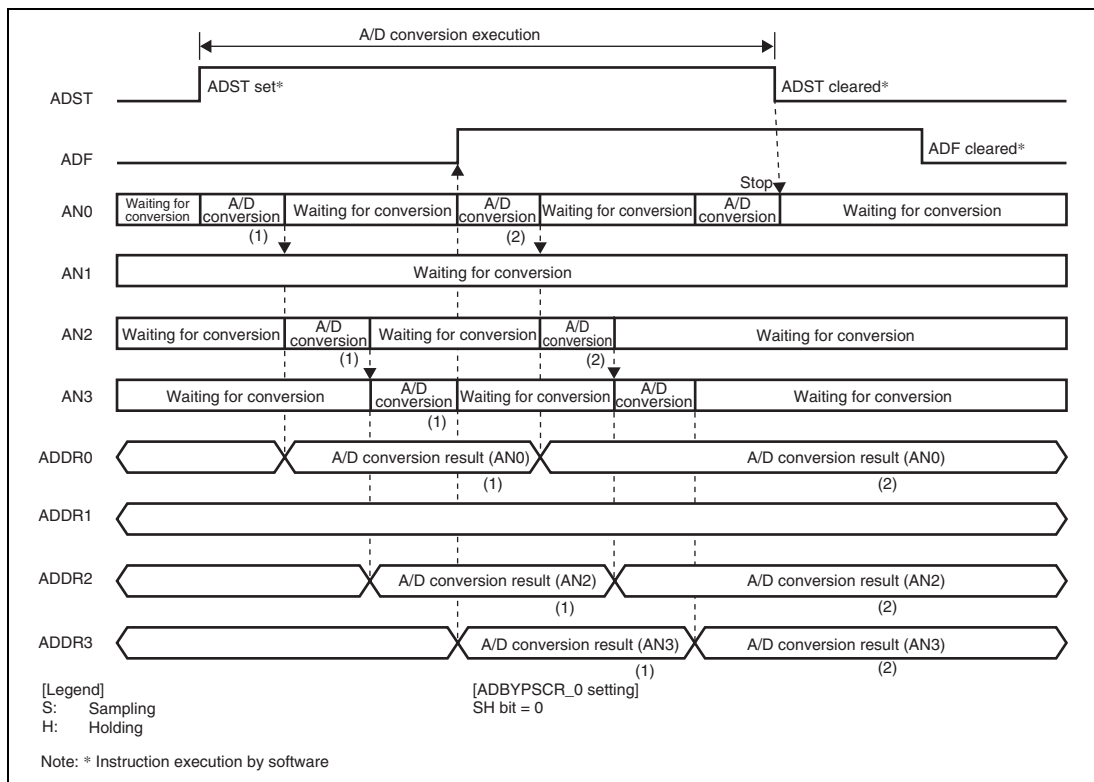 A/D conversion execution
ADST
ADST set*
ADST cleared*
ADF
ADF cleared*
Stop
AN0
Waiting for conversion
A/D conversion
Waiting for conversion
A/D conversion
Waiting for conversion
A/D conversion
Waiting for conversion
(1)
(2)
AN1
Waiting for conversion
AN2
Waiting for conversion
A/D conversion
Waiting for conversion
A/D conversion
Waiting for conversion
(1)
(2)
AN3
Waiting for conversion
A/D conversion
Waiting for conversion
A/D conversion
Waiting for conversion
(1)
ADDR0
A/D conversion result (AN0)
A/D conversion result (AN0)
(1)
(2)
ADDR1
ADDR2
A/D conversion result (AN2)
A/D conversion result (AN2)
(1)
(2)
ADDR3
A/D conversion result (AN3)
A/D conversion result (AN3)
(1)
(2)
[Legend]
S: Sampling
H: Holding
[ADBYPSCR_0 setting]
SH bit = 0
Note: * Instruction execution by software